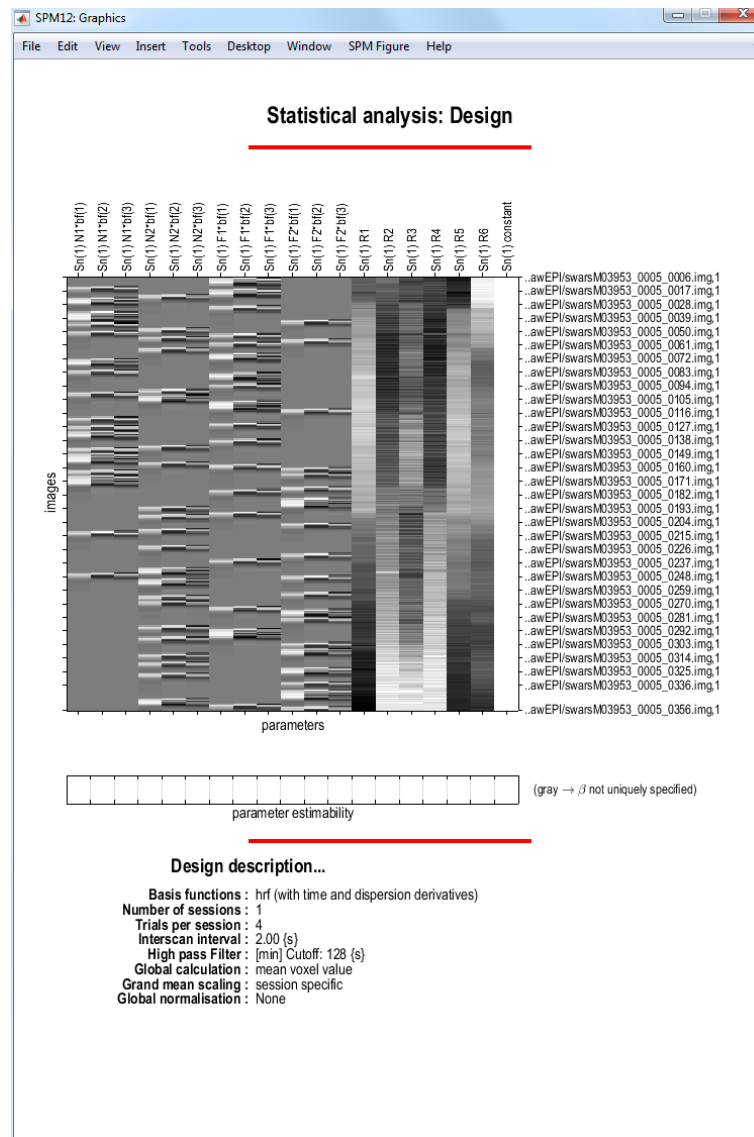 SPM12: Graphics
File Edit View Insert Tools Desktop Window SPM Figure Help
Statistical analysis: Design
Sn(1) N1*bf(1)
Sn(1) N1*bf(2)
Sn(1) N1*bf(3)
Sn(1) N2*bf(1)
Sn(1) N2*bf(2)
Sn(1) N2*bf(3)
Sn(1) F1*bf(1)
Sn(1) F1*bf(2)
Sn(1) F1*bf(3)
Sn(1) F2*bf(1)
Sn(1) F2*bf(2)
Sn(1) F2*bf(3)
Sn(1) R1
Sn(1) R2
Sn(1) R3
Sn(1) R4
Sn(1) R5
Sn(1) R6
Sn(1) constant
images
..awEPI/swarsM03953_0005_0006.img,1
..awEPI/swarsM03953_0005_0017.img,1
..awEPI/swarsM03953_0005_0028.img,1
..awEPI/swarsM03953_0005_0039.img,1
..awEPI/swarsM03953_0005_0050.img,1
..awEPI/swarsM03953_0005_0061.img,1
..awEPI/swarsM03953_0005_0072.img,1
..awEPI/swarsM03953_0005_0083.img,1
..awEPI/swarsM03953_0005_0094.img,1
..awEPI/swarsM03953_0005_0105.img,1
..awEPI/swarsM03953_0005_0116.img,1
..awEPI/swarsM03953_0005_0127.img,1
..awEPI/swarsM03953_0005_0138.img,1
..awEPI/swarsM03953_0005_0149.img,1
..awEPI/swarsM03953_0005_0160.img,1
..awEPI/swarsM03953_0005_0171.img,1
..awEPI/swarsM03953_0005_0182.img,1
..awEPI/swarsM03953_0005_0193.img,1
..awEPI/swarsM03953_0005_0204.img,1
..awEPI/swarsM03953_0005_0215.img,1
..awEPI/swarsM03953_0005_0226.img,1
..awEPI/swarsM03953_0005_0237.img,1
..awEPI/swarsM03953_0005_0248.img,1
..awEPI/swarsM03953_0005_0259.img,1
..awEPI/swarsM03953_0005_0270.img,1
..awEPI/swarsM03953_0005_0281.img,1
..awEPI/swarsM03953_0005_0292.img,1
..awEPI/swarsM03953_0005_0303.img,1
..awEPI/swarsM03953_0005_0314.img,1
..awEPI/swarsM03953_0005_0325.img,1
..awEPI/swarsM03953_0005_0336.img,1
..awEPI/swarsM03953_0005_0356.img,1
parameters
(gray → β not uniquely specified)
parameter estimability
Design description...
Basis functions : hrf (with time and dispersion derivatives)
Number of sessions : 1
Trials per session : 4
Interscan interval : 2.00 {s}
High pass Filter : [min] Cutoff: 128 {s}
Global calculation : mean voxel value
Grand mean scaling : session specific
Global normalisation : None